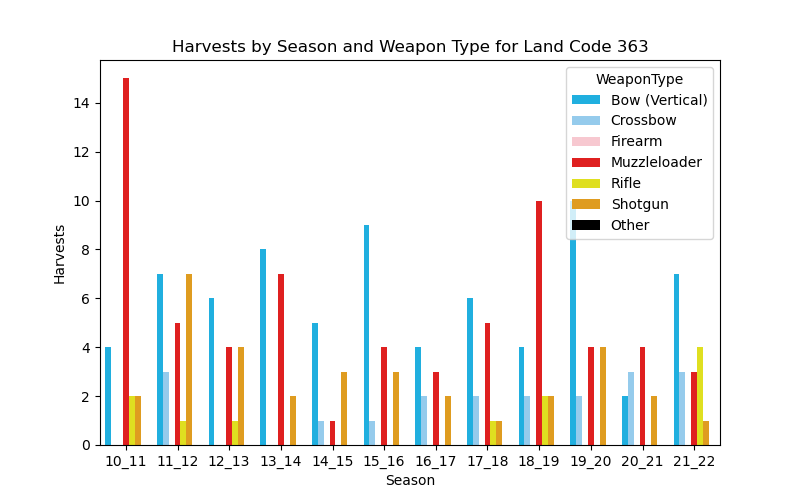 Harvests by Season and Weapon Type for Land Code 363
WeaponType
Bow (Vertical)
Crossbow
Firearm
Muzzleloader
Rifle
Shotgun
Other
Harvests
14
12
10
8
6
4
2
0
10_11 11_12 12_13 13_14 14_15 15_16 16_17 17_18 18_19 19_20 20_21 21_22
Season